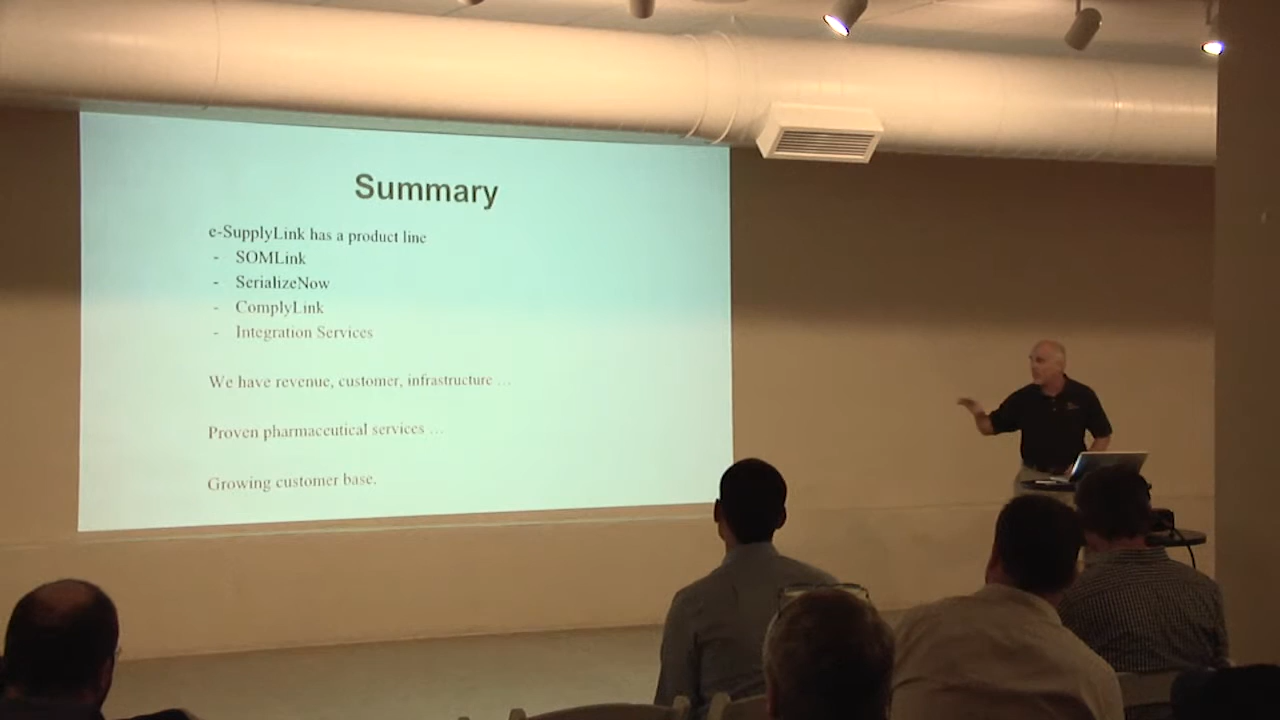 Summary
e-SupplyLink has a product line
- SOMLink
- SerializeNow
- ComplyLink
- Integration Services
We have revenue, customer, infrastructure …
Proven pharmaceutical services …
Growing customer base.